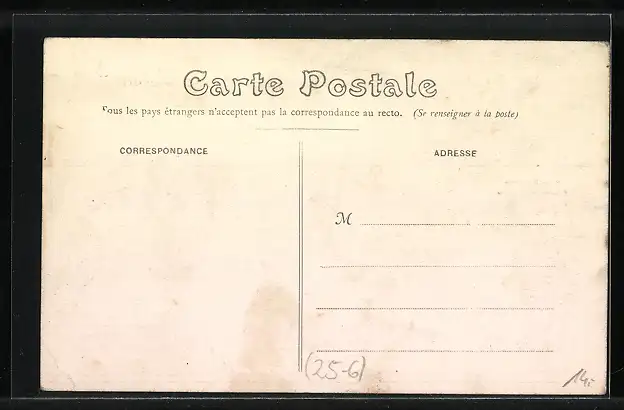 Carte Postale
Tous les pays étrangers n'acceptent pas la correspondance au recto. (Se renseigner à la poste)
CORRESPONDANCE
ADRESSE
M
(25-6)
14,-